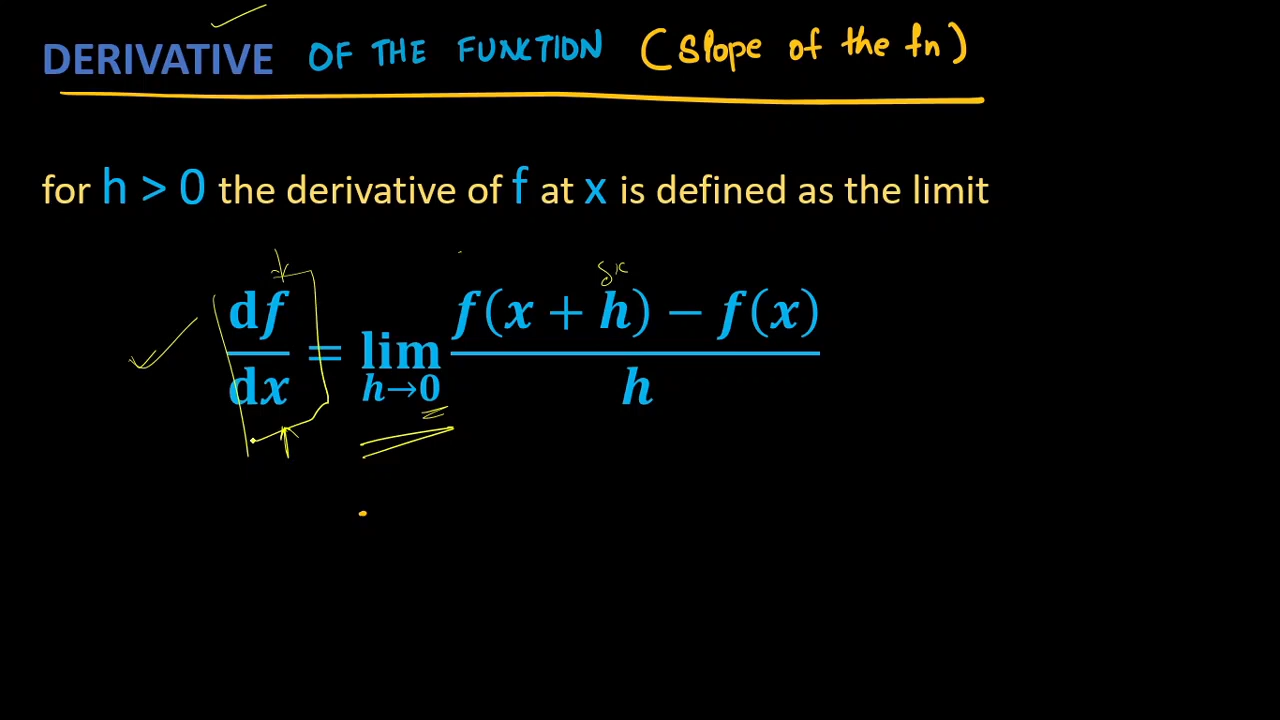 DERIVATIVE OF THE FUNCTION (Slope of the fn)
for h > 0 the derivative of f at x is defined as the limit
δx
df/dx = lim h→0 f(x + h) − f(x) / h